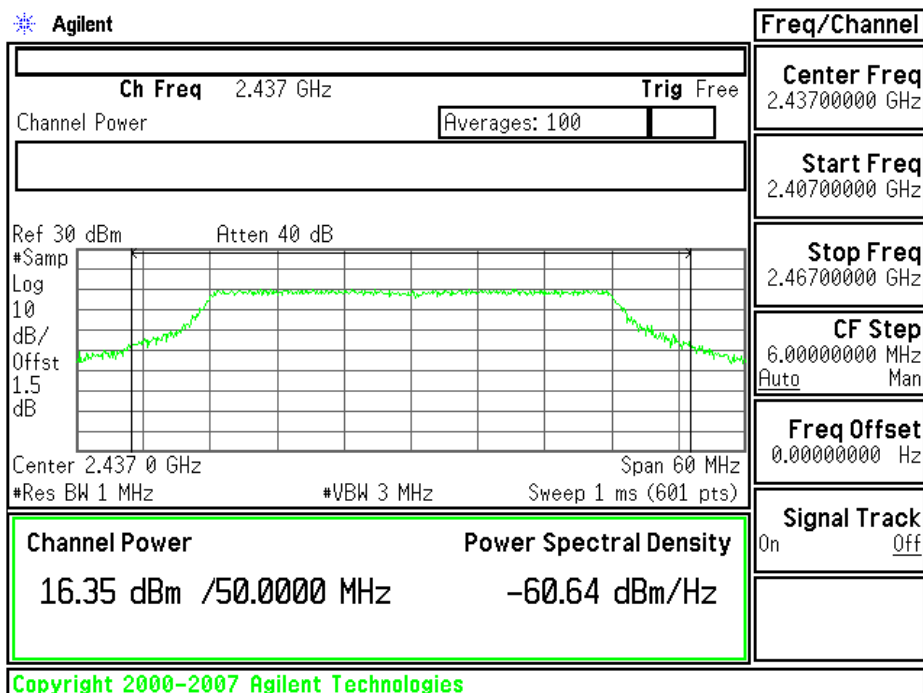 Agilent
Freq/Channel
Ch Freq 2.437 GHz Trig Free
Channel Power Averages: 100
Ref 30 dBm Atten 40 dB
#Samp
Log
10
dB/
Offst
1.5
dB
Center 2.437 0 GHz Span 60 MHz
#Res BW 1 MHz #VBW 3 MHz Sweep 1 ms (601 pts)
Channel Power Power Spectral Density
16.35 dBm /50.0000 MHz -60.64 dBm/Hz
Copyright 2000-2007 Agilent Technologies
Center Freq
2.43700000 GHz
Start Freq
2.40700000 GHz
Stop Freq
2.46700000 GHz
CF Step
6.00000000 MHz
Auto Man
Freq Offset
0.00000000 Hz
Signal Track
On Off